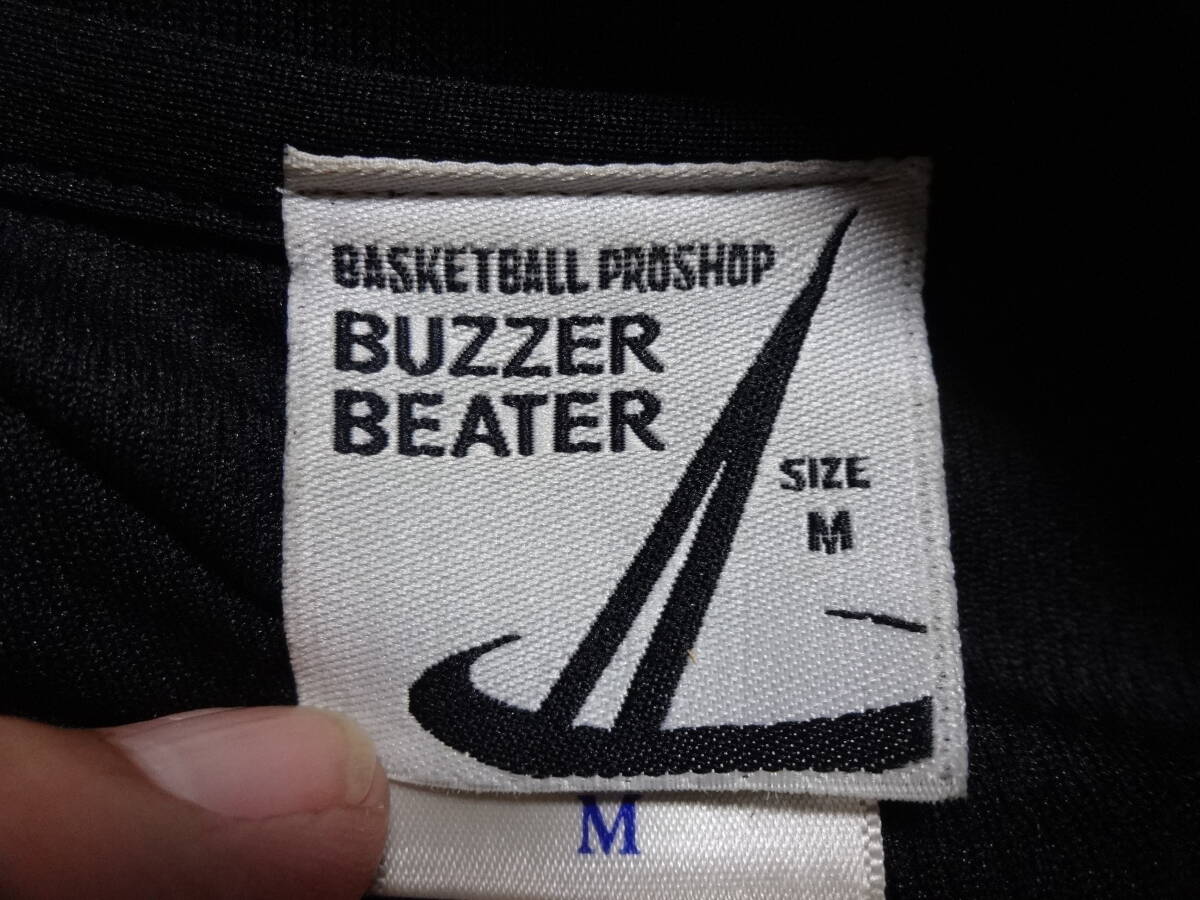 BASKETBALL PROSHOP
BUZZER
BEATER
SIZE
M
M